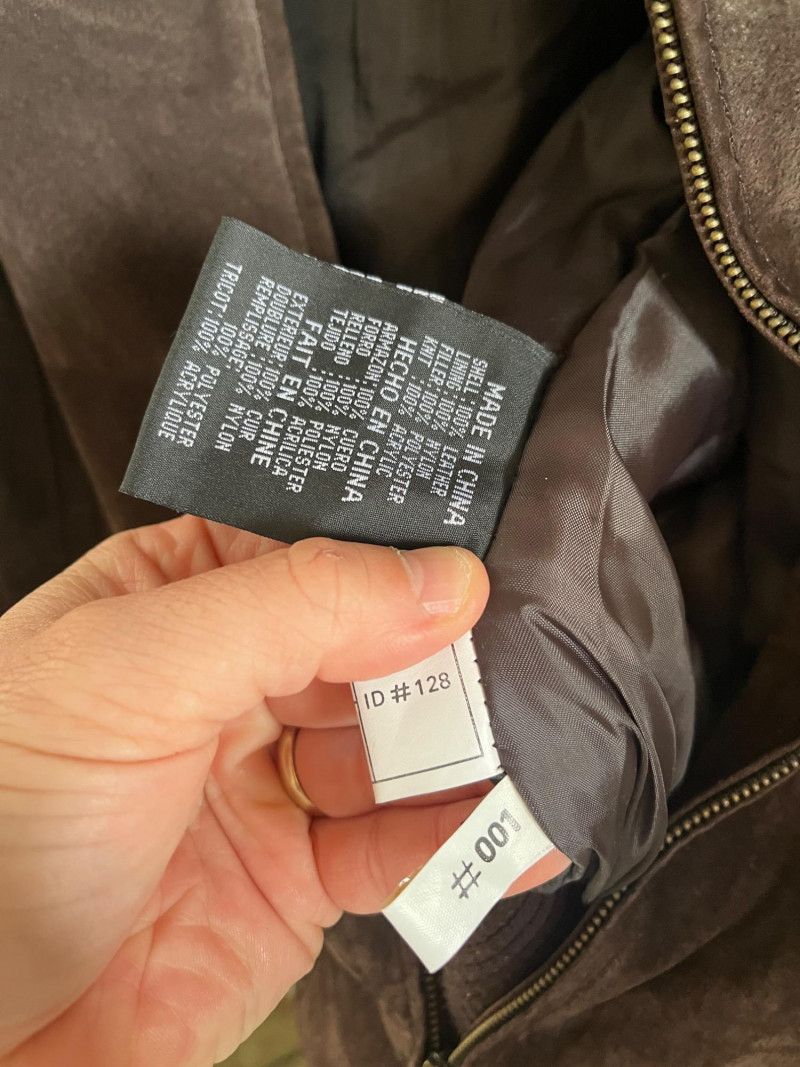 MADE IN CHINA
SHELL: 100% LEATHER
LINING: 100% NYLON
FILLER: 100% POLYESTER
KNIT: 100% ACRYLIC
HECHO EN CHINA
ARMAZON: 100% CUERO
FORRO : 100% NYLON
RELLENO : 100% POLIESTER
TEJIDO : 100% ACRILICA
FAIT EN CHINE
EXTERIEUR: 100% CUIR
DOUBLURE: 100% NYLON
REMPLISSAGE: 100% POLYESTER
TRICOT: 100% ACRYLIQUE
ID # 128
# 001